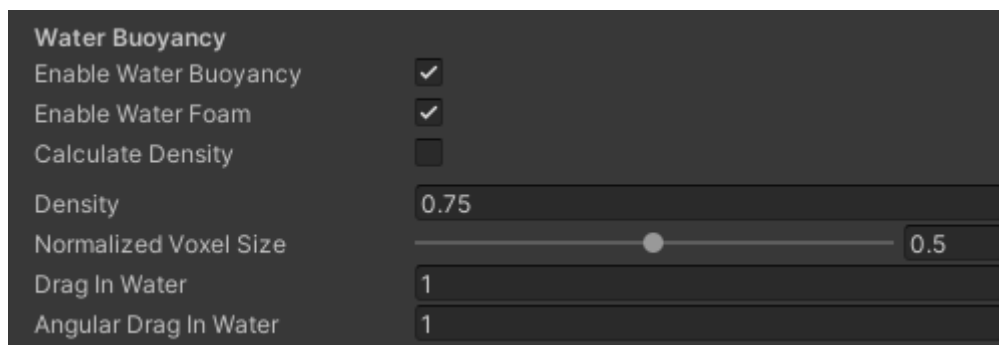 Water Buoyancy
Enable Water Buoyancy
Enable Water Foam
Calculate Density
Density 0.75
Normalized Voxel Size 0.5
Drag In Water 1
Angular Drag In Water 1